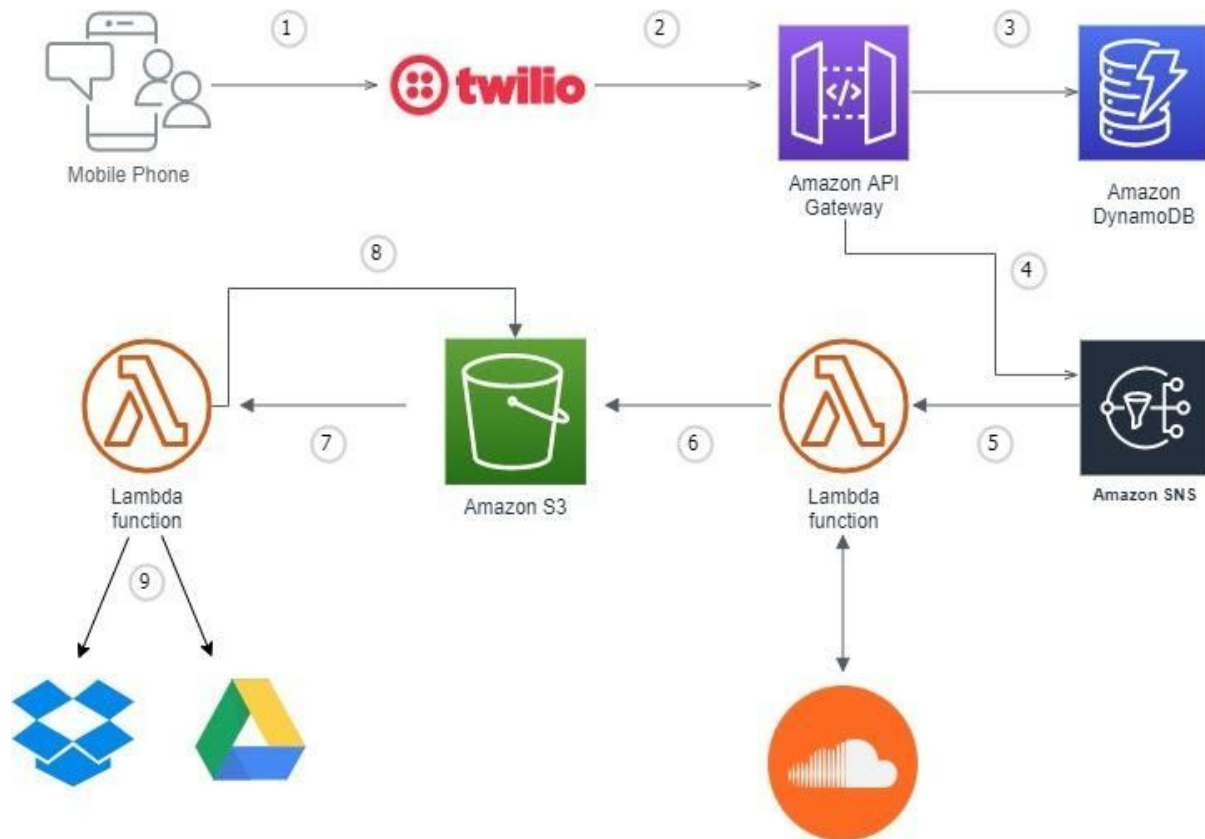 1
2
3
twilio
</>
Mobile Phone
Amazon API
Gateway
Amazon
DynamoDB
8
4
7
6
5
Lambda
function
Amazon S3
Lambda
function
Amazon SNS
9